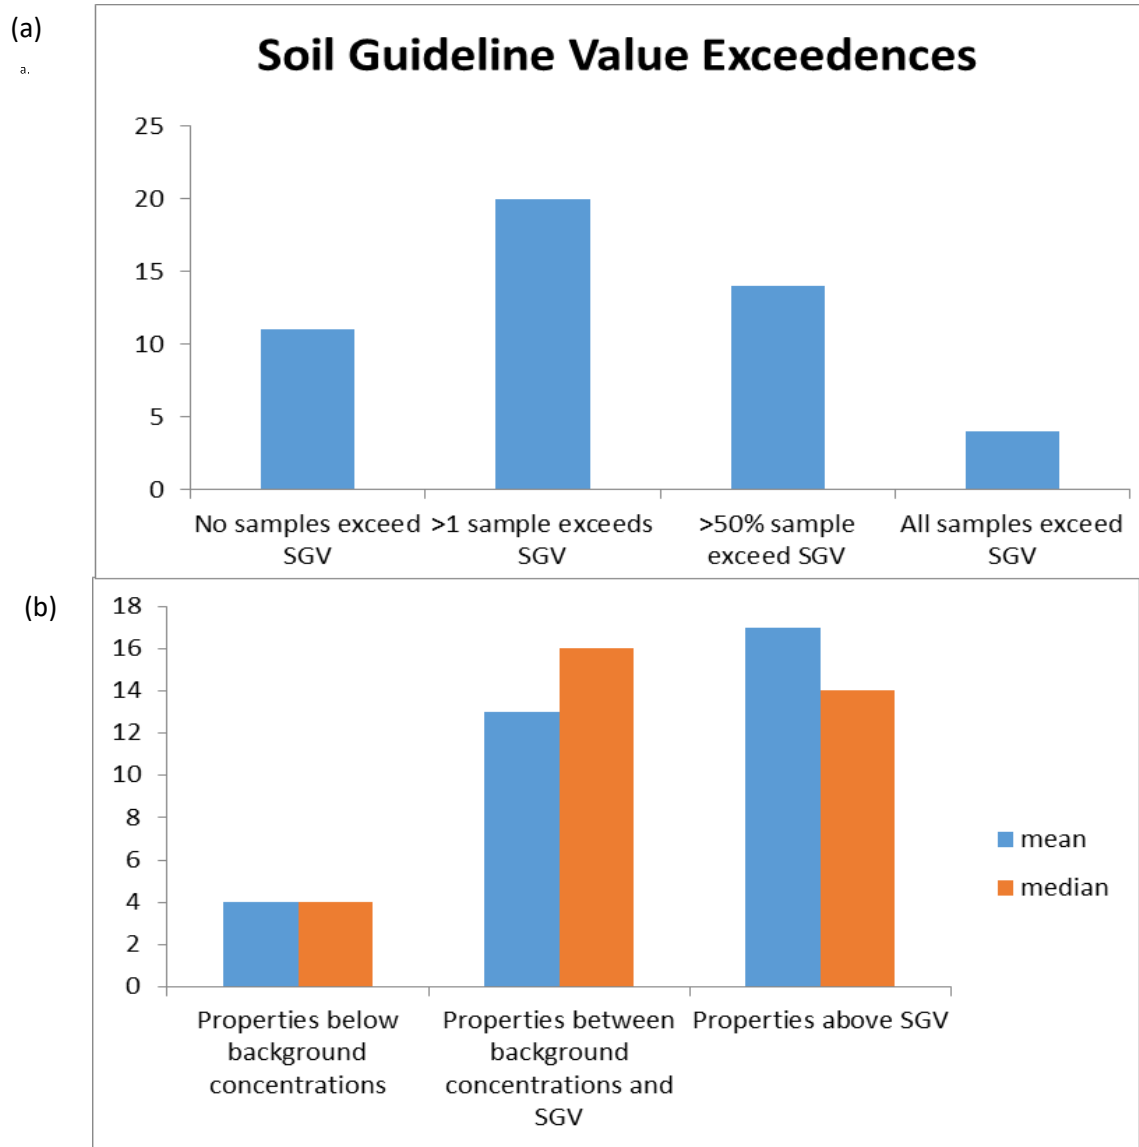 (a)
a.
Soil Guideline Value Exceedences
25
20
15
10
5
0
No samples exceed
SGV
>1 sample exceeds
SGV
>50% sample
exceed SGV
All samples exceed
SGV
(b)
18
16
14
12
10
8
6
4
2
0
mean
median
Properties below
background
concentrations
Properties between
background
concentrations and
SGV
Properties above SGV